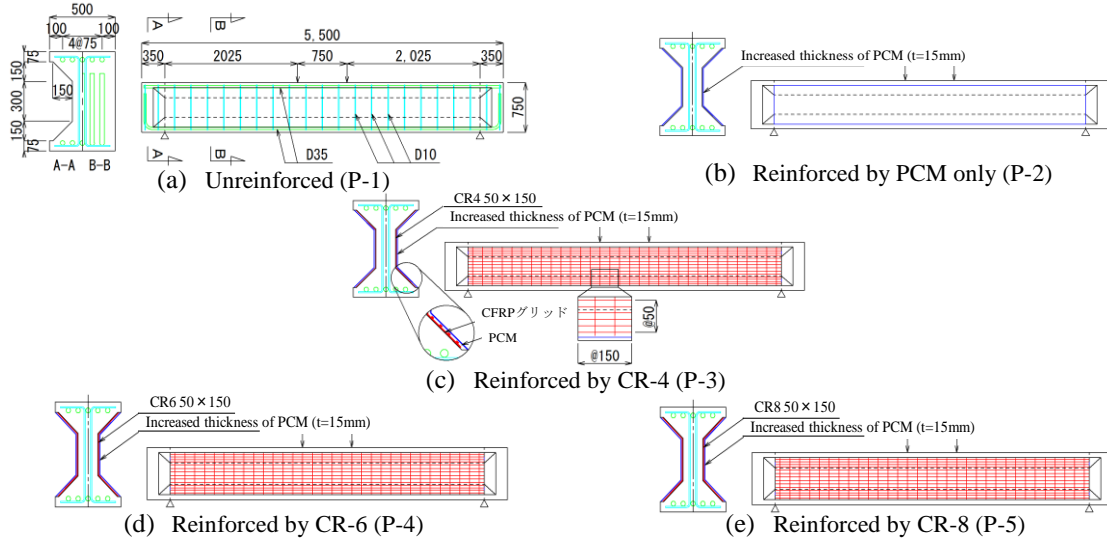 500
100 100
4@75
75
150
300
150
75
150
A-A B-B
A B
5,500
350 2025 750 2,025 350
750
D35 D10
A B
(a) Unreinforced (P-1)
Increased thickness of PCM (t=15mm)
(b) Reinforced by PCM only (P-2)
CR4 50×150
Increased thickness of PCM (t=15mm)
CFRPグリッド
PCM
@50
@150
(c) Reinforced by CR-4 (P-3)
CR6 50×150
Increased thickness of PCM (t=15mm)
(d) Reinforced by CR-6 (P-4)
CR8 50×150
Increased thickness of PCM (t=15mm)
(e) Reinforced by CR-8 (P-5)